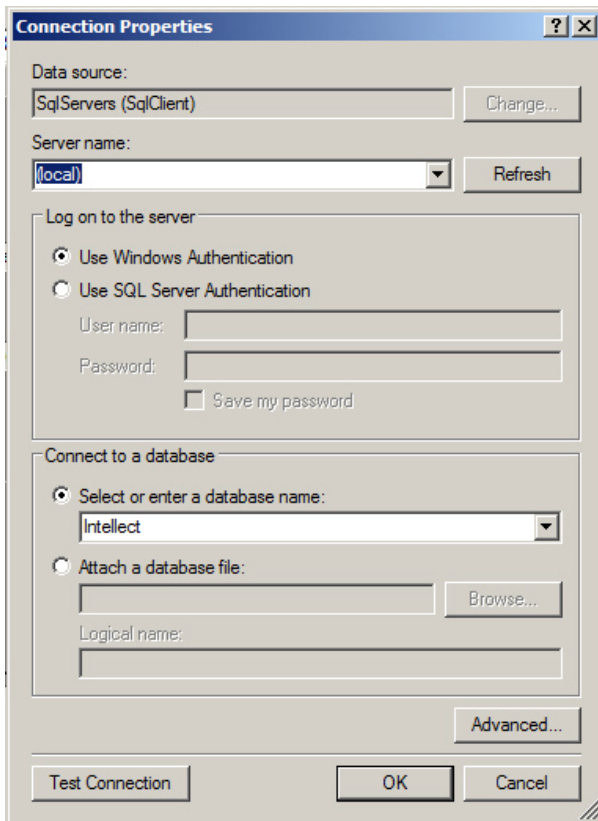 Connection Properties
Data source:
SqlServers (SqlClient)
Change...
Server name:
(local)
Refresh
Log on to the server
Use Windows Authentication
Use SQL Server Authentication
User name:
Password:
Save my password
Connect to a database
Select or enter a database name:
Intellect
Attach a database file:
Browse...
Logical name:
Advanced...
Test Connection
OK
Cancel